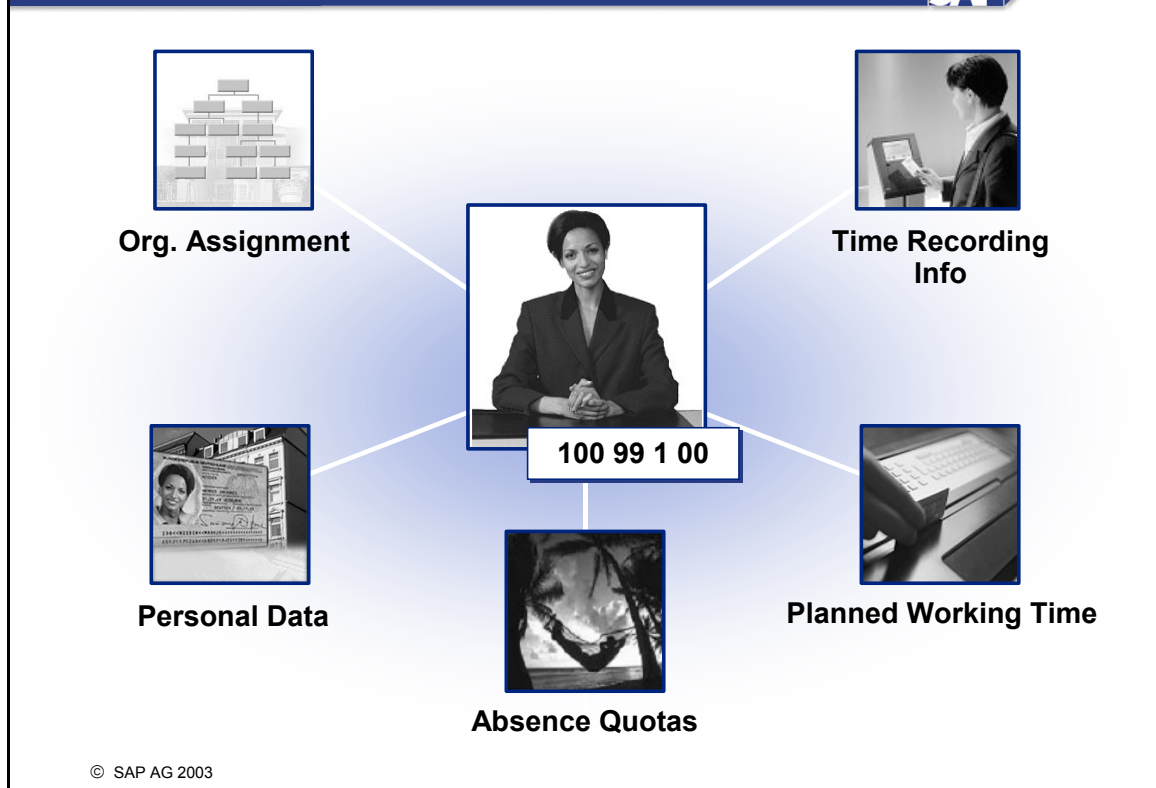 Org. Assignment
Time Recording
Info
100 99 1 00
Personal Data
Planned Working Time
Absence Quotas
© SAP AG 2003